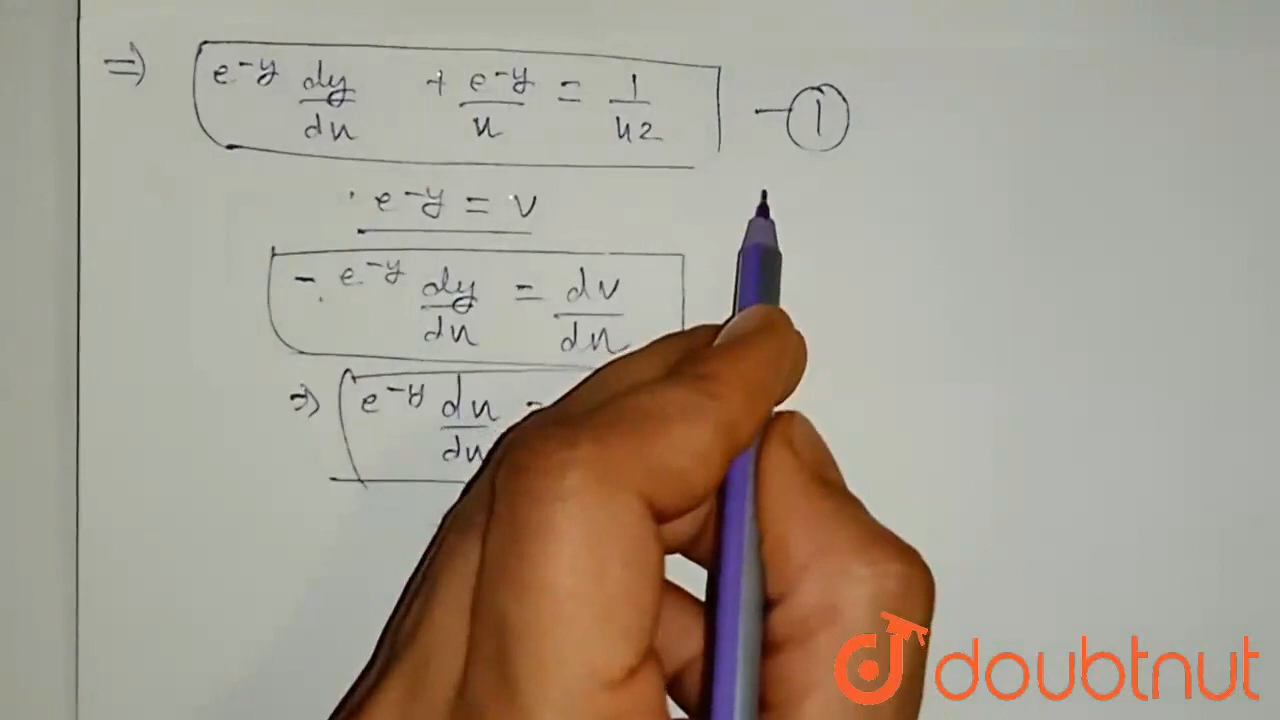 ⇒ e^-y dy/dx + e^-y/x = 1/x2 - ①
e^-y = v
- e^-y dy/dx = dv/dx
⇒ e^-y dx/dx =
doubtnut